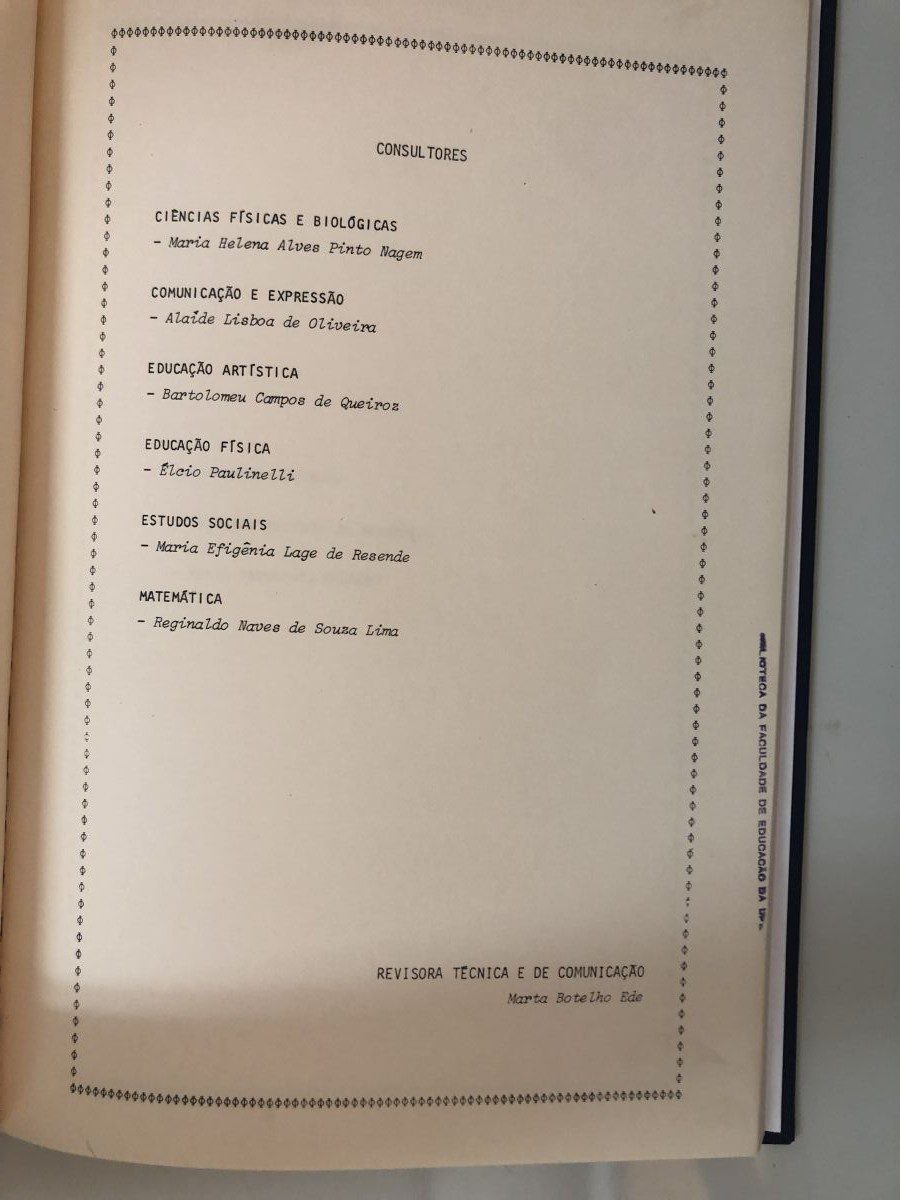 CONSULTORES
CIÊNCIAS FÍSICAS E BIOLÓGICAS
- Maria Helena Alves Pinto Nagem
COMUNICAÇÃO E EXPRESSÃO
- Alaíde Lisboa de Oliveira
EDUCAÇÃO ARTÍSTICA
- Bartolomeu Campos de Queiroz
EDUCAÇÃO FÍSICA
- Élcio Paulinelli
ESTUDOS SOCIAIS
- Maria Efigênia Lage de Resende
MATEMÁTICA
- Reginaldo Naves de Souza Lima
REVISORA TÉCNICA E DE COMUNICAÇÃO
Marta Botelho Ede
DA FACULDADE DE EDUCAÇÃO DA